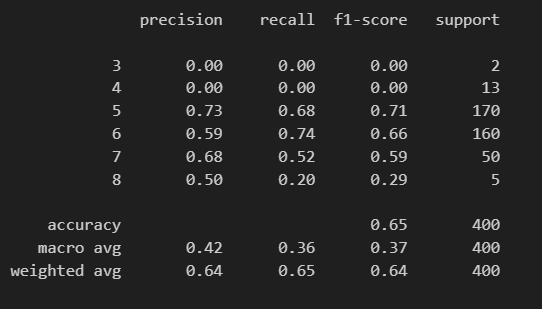 precision recall f1-score support
3 0.00 0.00 0.00 2
4 0.00 0.00 0.00 13
5 0.73 0.68 0.71 170
6 0.59 0.74 0.66 160
7 0.68 0.52 0.59 50
8 0.50 0.20 0.29 5
accuracy 0.65 400
macro avg 0.42 0.36 0.37 400
weighted avg 0.64 0.65 0.64 400